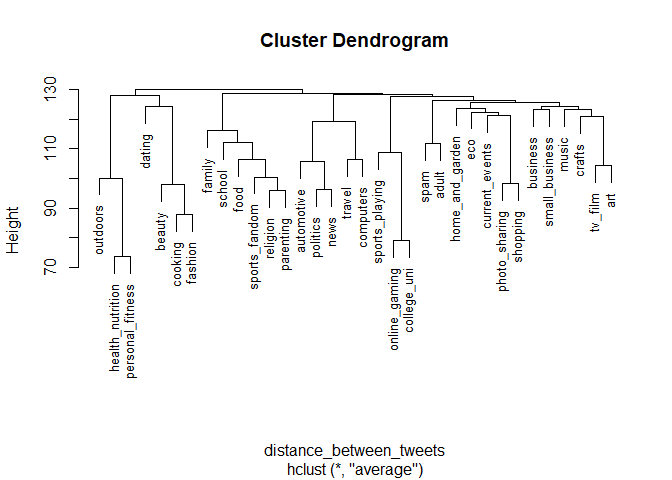 Cluster Dendrogram
Height
130
110
90
70
outdoors
health_nutrition
personal_fitness
dating
beauty
cooking
fashion
family
school
food
sports_fandom
religion
parenting
automotive
politics
news
travel
computers
sports_playing
online_gaming
college_uni
spam
adult
home_and_garden
eco
current_events
photo_sharing
shopping
business
small_business
music
crafts
tv_film
art
distance_between_tweets
hclust (*, "average")